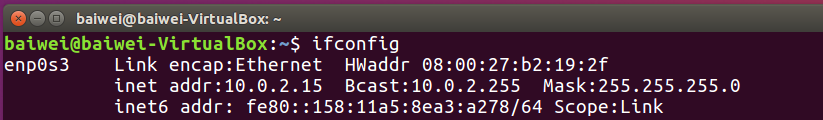 baiwei@baiwei-VirtualBox: ~
baiwei@baiwei-VirtualBox:~$ ifconfig
enp0s3    Link encap:Ethernet  HWaddr 08:00:27:b2:19:2f
          inet addr:10.0.2.15  Bcast:10.0.2.255  Mask:255.255.255.0
          inet6 addr: fe80::158:11a5:8ea3:a278/64 Scope:Link